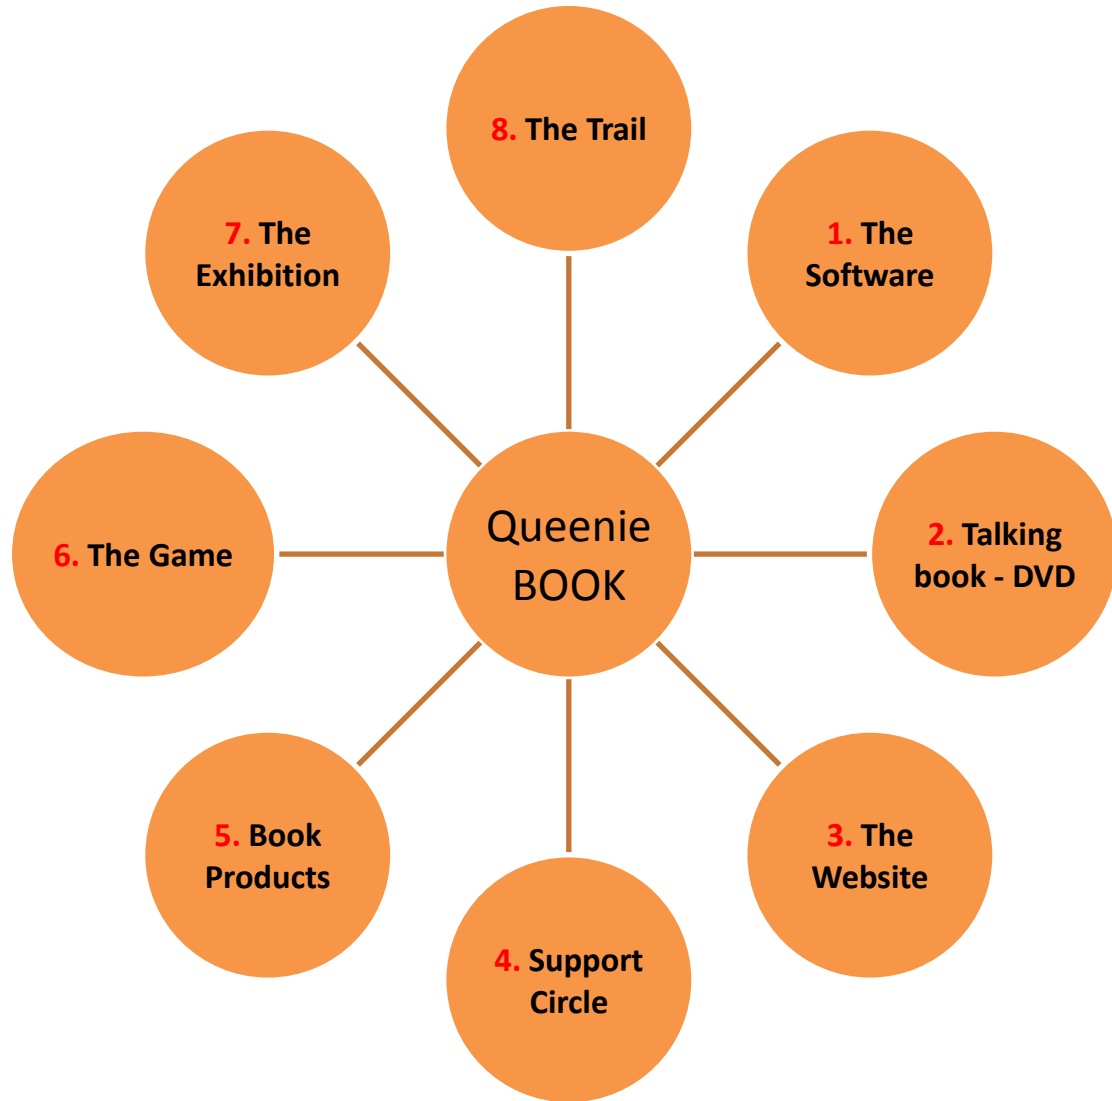 8. The Trail
7. The
Exhibition
1. The
Software
6. The Game
Queenie
BOOK
2. Talking
book - DVD
5. Book
Products
3. The
Website
4. Support
Circle